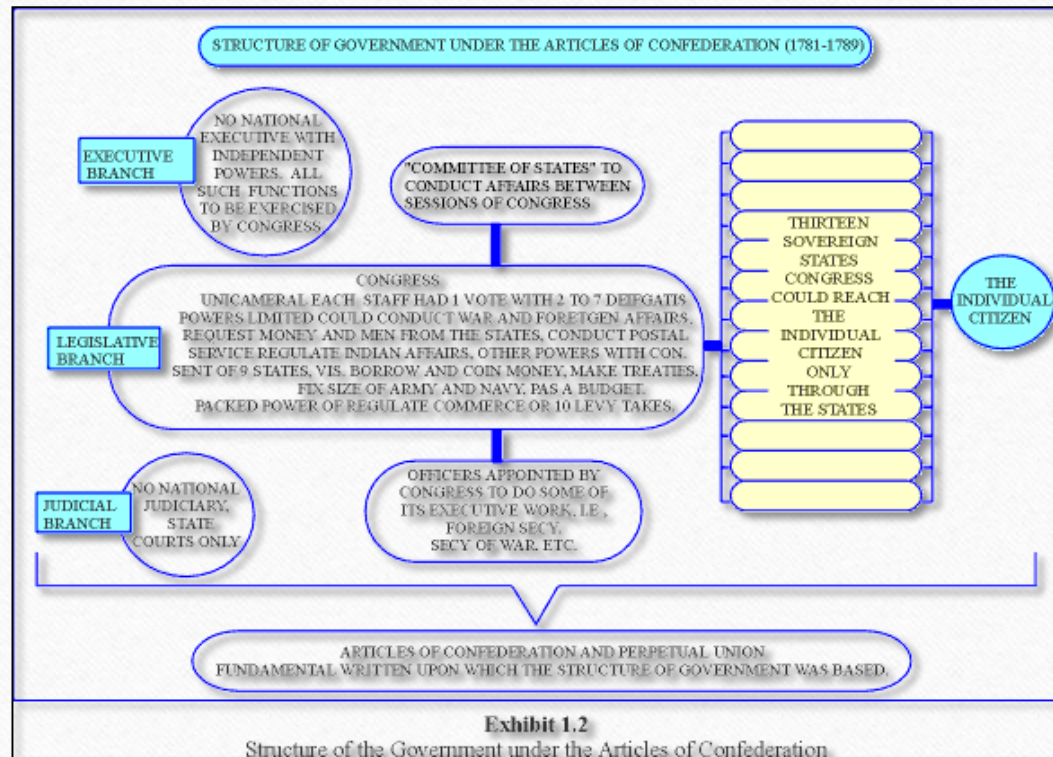 STRUCTURE OF GOVERNMENT UNDER THE ARTICLES OF CONFEDERATION (1781-1789)
EXECUTIVE
BRANCH
NO NATIONAL
EXECUTIVE WITH
INDEPENDENT
POWERS. ALL
SUCH FUNCTIONS
TO BE EXERCISED
BY CONGRESS
"COMMITTEE OF STATES" TO
CONDUCT AFFAIRS BETWEEN
SESSIONS OF CONGRESS
LEGISLATIVE
BRANCH
CONGRESS
UNICAMERAL EACH STAFF HAD 1 VOTE WITH 2 TO 7 DEIFGATIS
POWERS LIMITED COULD CONDUCT WAR AND FORETGEN AFFAIRS,
REQUEST MONEY AND MEN FROM THE STATES, CONDUCT POSTAL
SERVICE REGULATE INDIAN AFFAIRS, OTHER POWERS WITH CON.
SENT OF 9 STATES, VIS. BORROW AND COIN MONEY, MAKE TREATIES.
FIX SIZE OF ARMY AND NAVY. PAS A BUDGET.
PACKED POWER OF REGULATE COMMERCE OR 10 LEVY TAKES.
JUDICIAL
BRANCH
NO NATIONAL
JUDICIARY,
STATE
COURTS ONLY
OFFICERS APPOINTED BY
CONGRESS TO DO SOME OF
ITS EXECUTIVE WORK, I.E.,
FOREIGN SECY.
SECY OF WAR. ETC.
THIRTEEN
SOVEREIGN
STATES
CONGRESS
COULD REACH
THE
INDIVIDUAL
CITIZEN
ONLY
THROUGH
THE STATES
THE
INDIVIDUAL
CITIZEN
ARTICLES OF CONFEDERATION AND PERPETUAL UNION
FUNDAMENTAL WRITTEN UPON WHICH THE STRUCTURE OF GOVERNMENT WAS BASED.
Exhibit 1.2
Structure of the Government under the Articles of Confederation